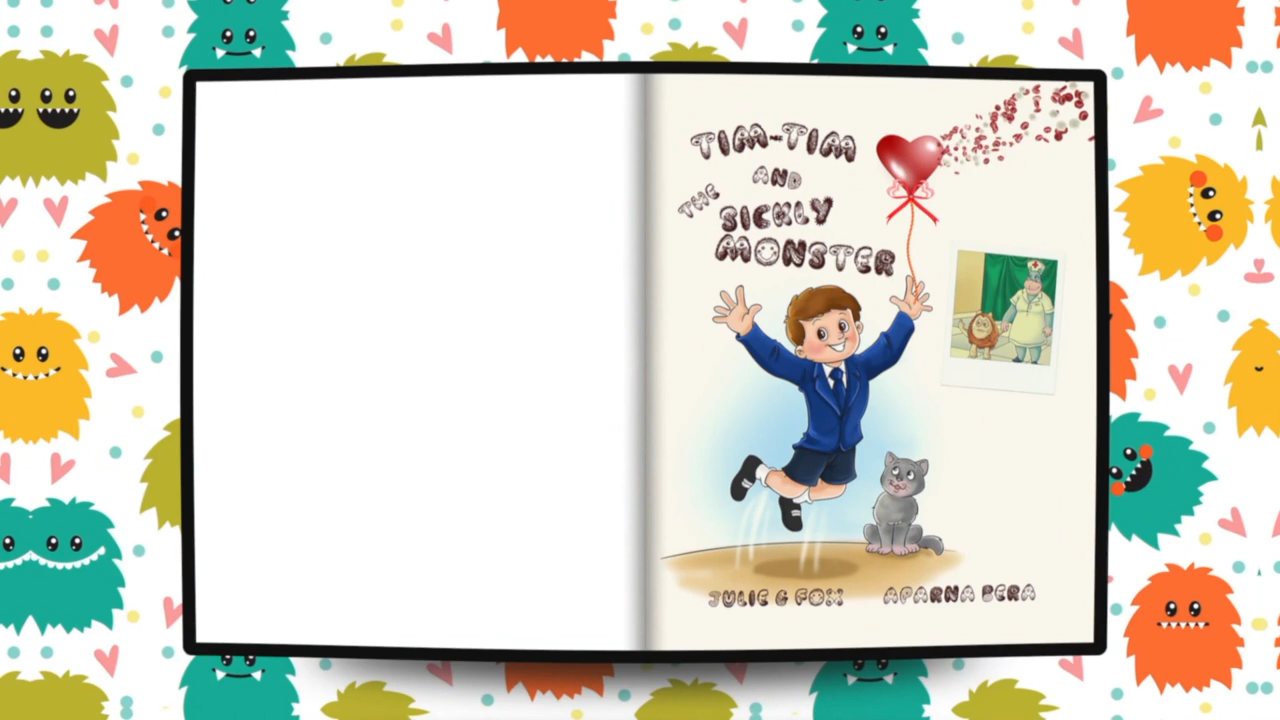 TIM-TIM
AND
THE
SICKLY
MONSTER
JULIE G FOX
APARNA BERA